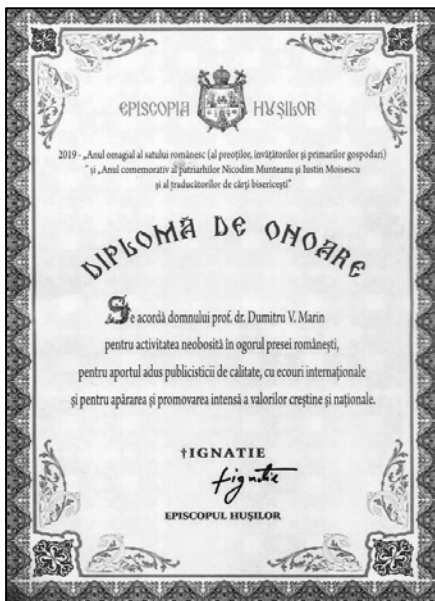 EPISCOPIA HUȘILOR
2019 - „Anul omagial al satului românesc (al preoților, învățătorilor și primarilor gospodari)
" și „Anul comemorativ al patriarhilor Nicodim Munteanu și Iustin Moisescu
și al traducătorilor de cărți bisericești"
DIPLOMĂ DE ONOARE
Se acordă domnului prof. dr. Dumitru V. Marin
pentru activitatea neobosită în ogorul presei românești,
pentru aportul adus publicisticii de calitate, cu ecouri internaționale
și pentru apărarea și promovarea intensă a valorilor creștine și naționale.
†IGNATIE
†Ignatie
EPISCOPUL HUȘILOR